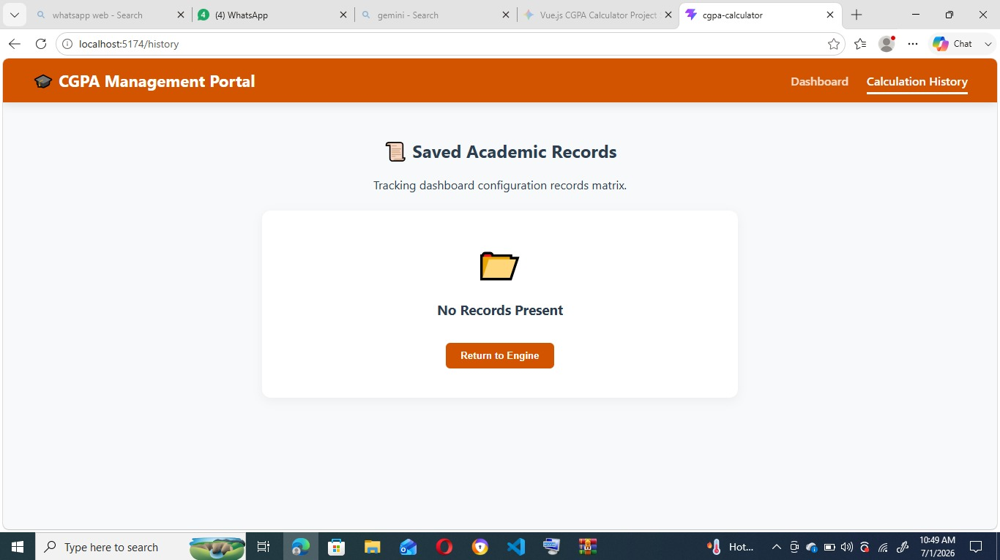 whatsapp web - Search
4
(4) WhatsApp
gemini - Search
Vue.js CGPA Calculator Project
cgpa-calculator
localhost:5174/history
Chat
CGPA Management Portal
Dashboard
Calculation History
Saved Academic Records
Tracking dashboard configuration records matrix.
No Records Present
Return to Engine
Type here to search
Hot...
10:49 AM
7/1/2026